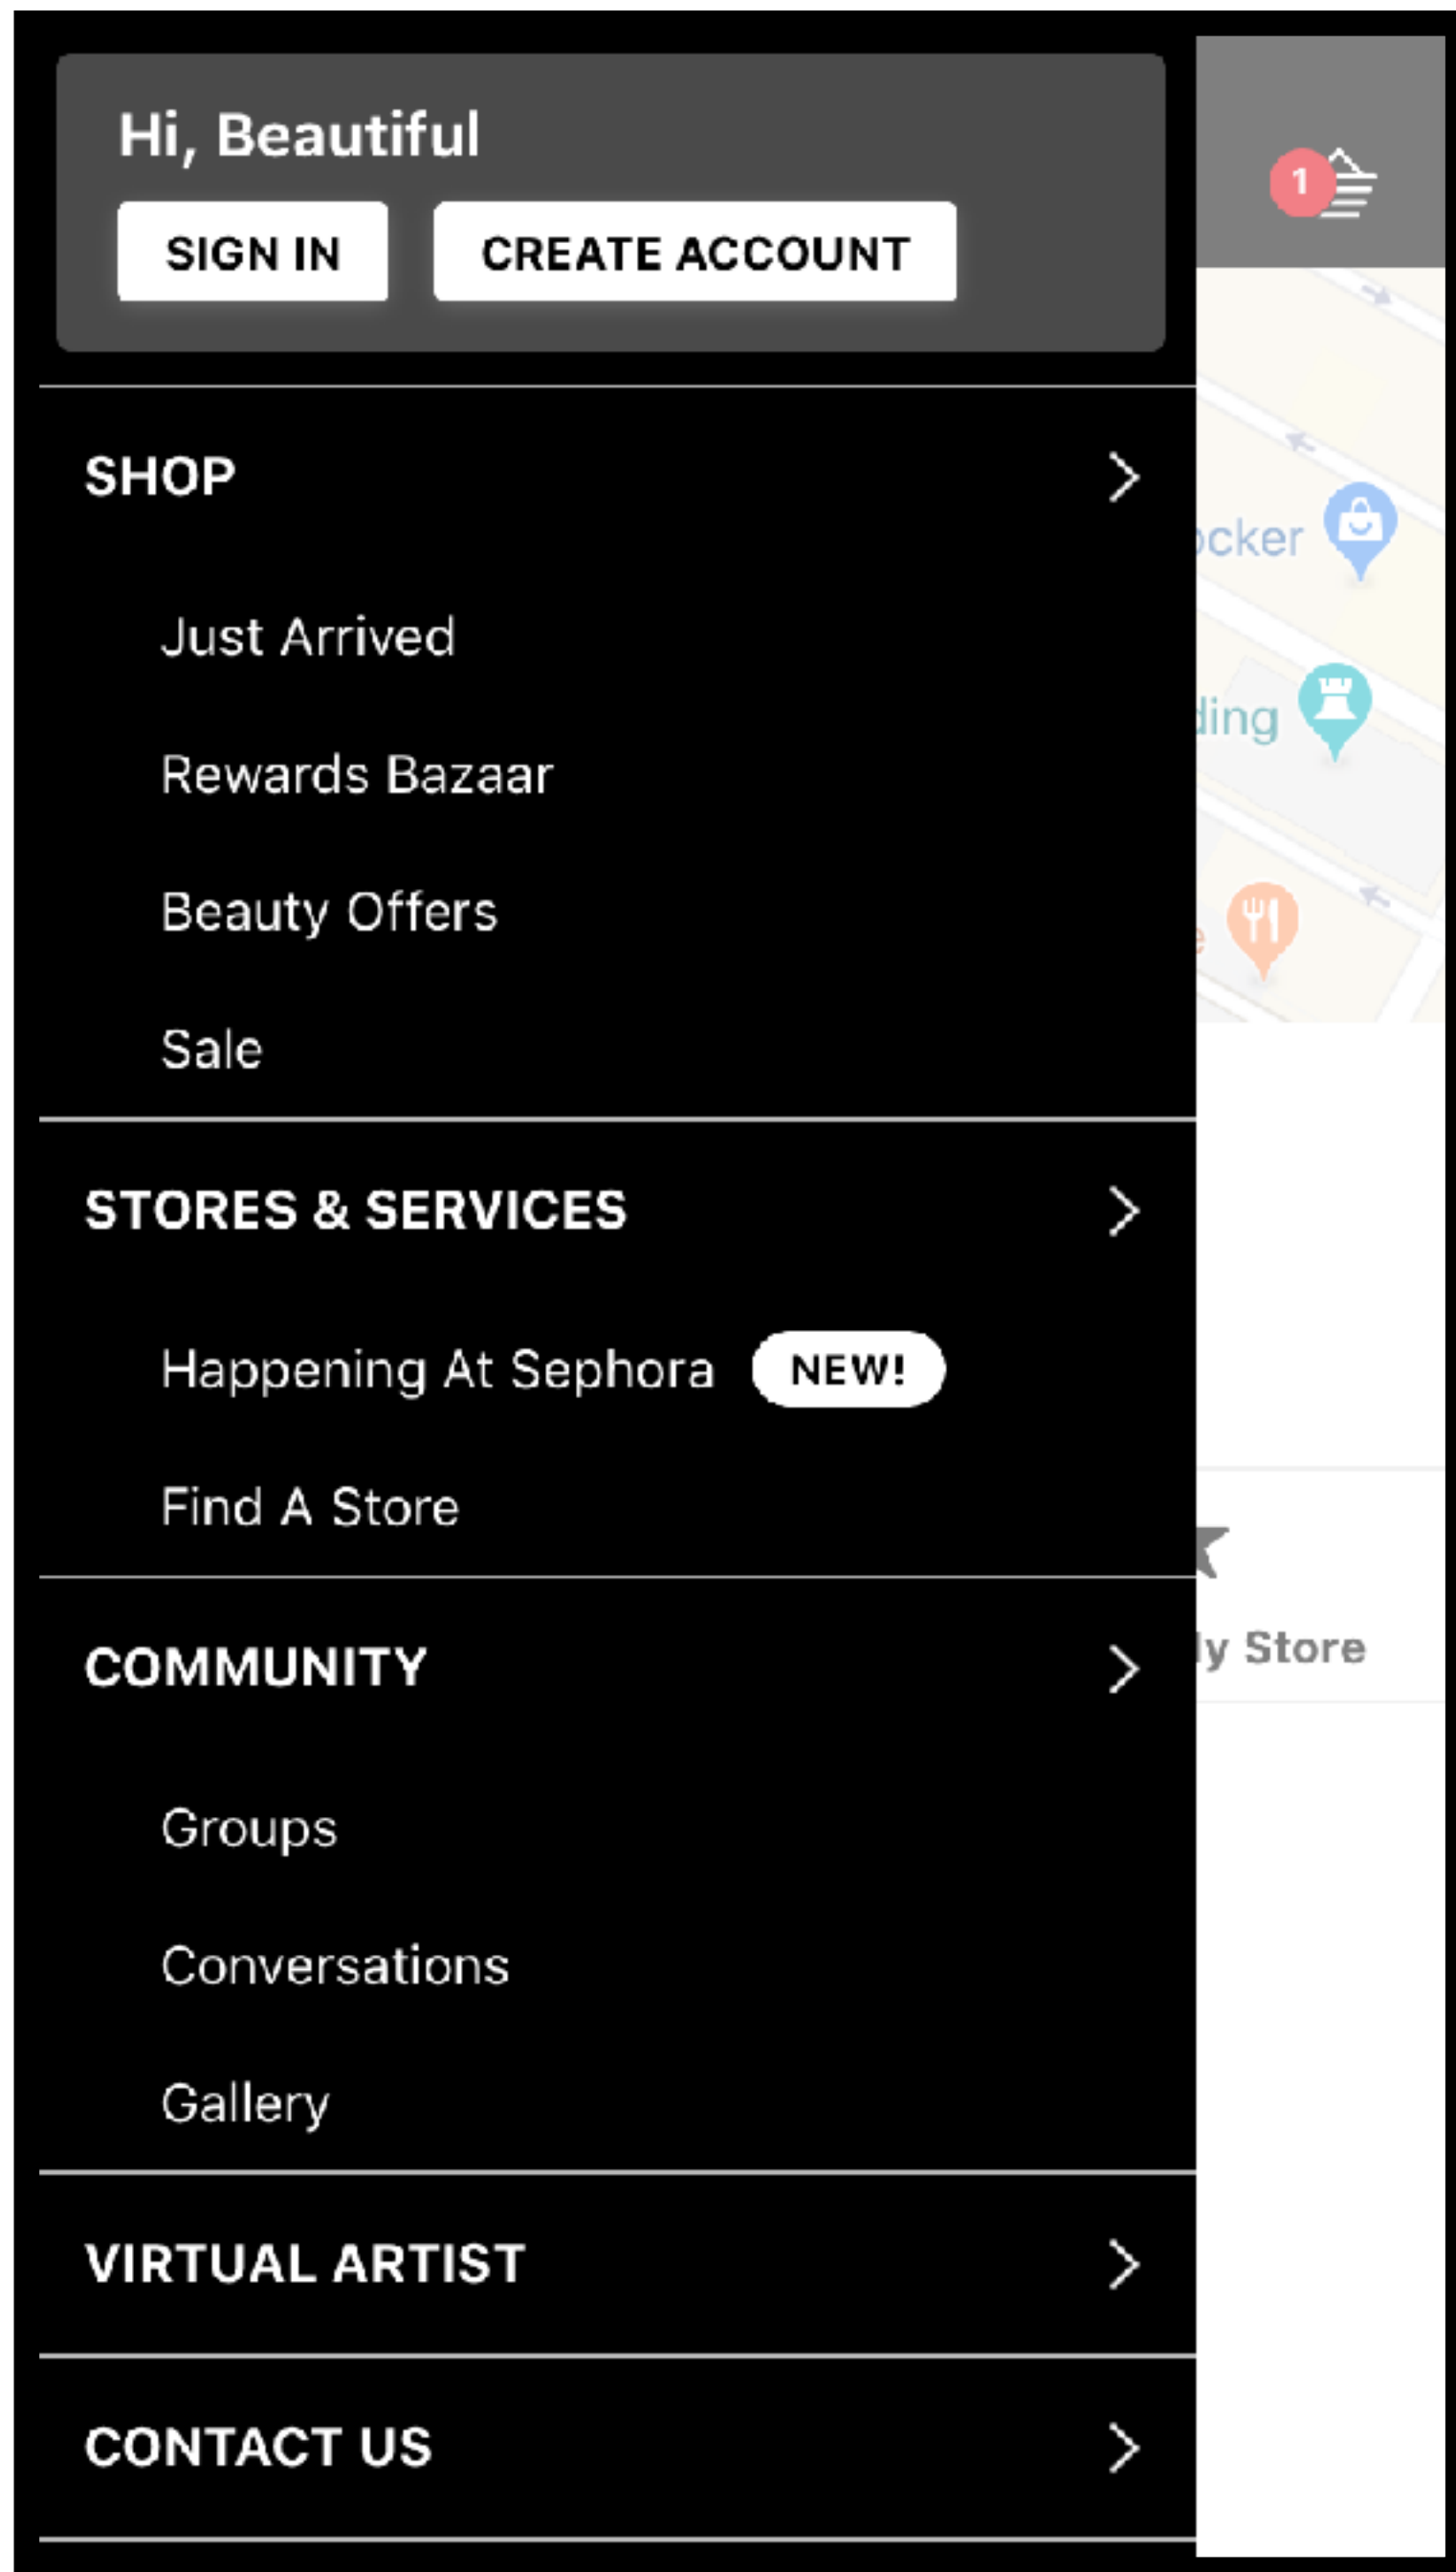 Hi, Beautiful
SIGN IN
CREATE ACCOUNT
1
SHOP
Just Arrived
Rewards Bazaar
Beauty Offers
Sale
STORES & SERVICES
Happening At Sephora NEW!
Find A Store
COMMUNITY
Groups
Conversations
Gallery
VIRTUAL ARTIST
CONTACT US
Store